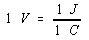 1 V = 1 J / 1 C